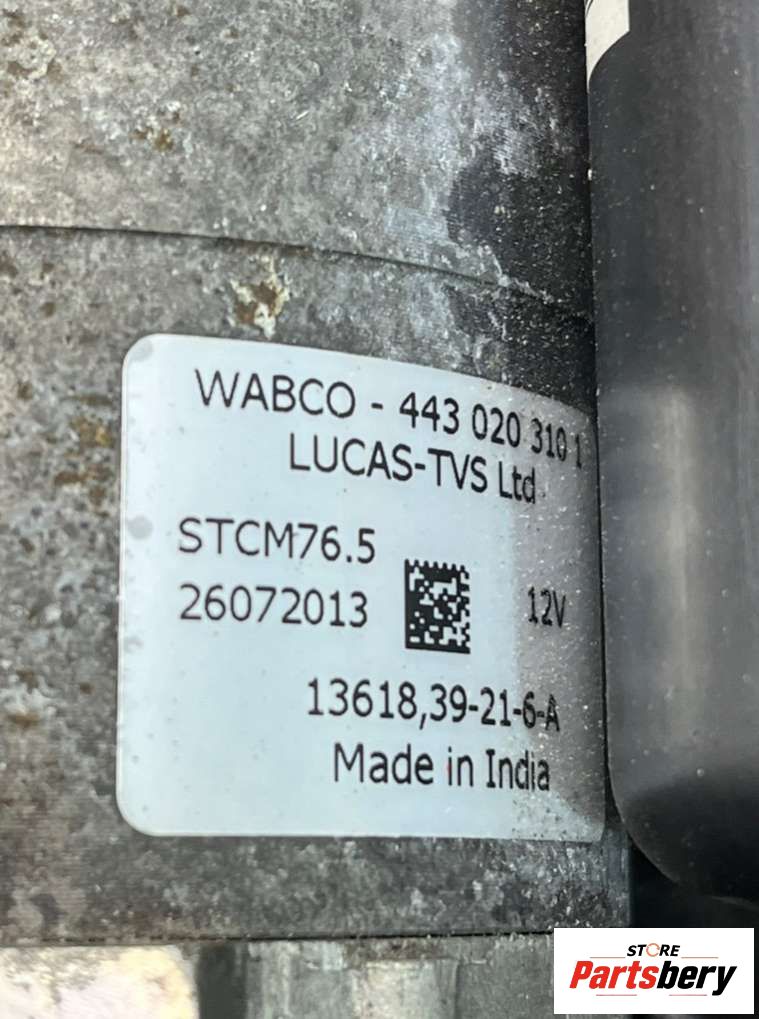 WABCO - 443 020 310 1
LUCAS-TVS Ltd
STCM76.5
26072013
12V
13618,39-21-6-A
Made in India
STORE
Partsbery